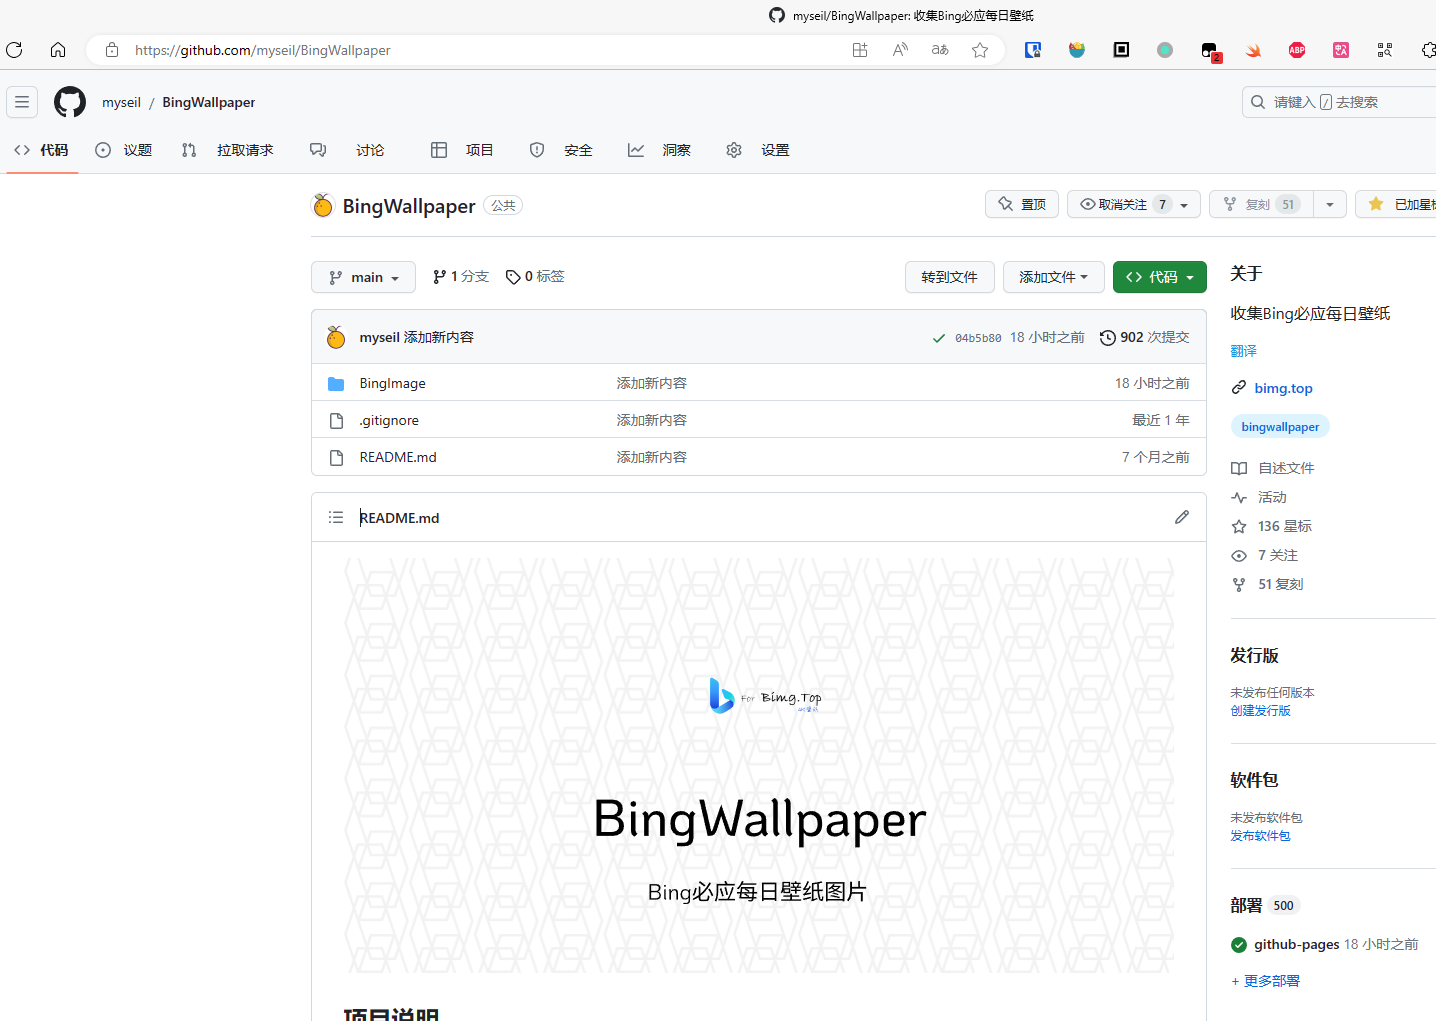 myseil/BingWallpaper: 收集Bing必应每日壁纸
https://github.com/myseil/BingWallpaper
2
ABP
myseil / BingWallpaper
请键入 / 去搜索
代码
议题
拉取请求
讨论
项目
安全
洞察
设置
BingWallpaper 公共
置顶
取消关注 7
复刻 51
已加星标
main
1 分支
0 标签
转到文件
添加文件
代码
myseil 添加新内容
04b5b80 18 小时之前
902 次提交
BingImage 添加新内容 18 小时之前
.gitignore 添加新内容 最近 1 年
README.md 添加新内容 7 个月之前
README.md
For Bimg.Top
BingWallpaper
Bing必应每日壁纸图片
项目说明
关于
收集Bing必应每日壁纸
翻译
bimg.top
bingwallpaper
自述文件
活动
136 星标
7 关注
51 复刻
发行版
未发布任何版本
创建发行版
软件包
未发布软件包
发布软件包
部署 500
github-pages 18 小时之前
+ 更多部署